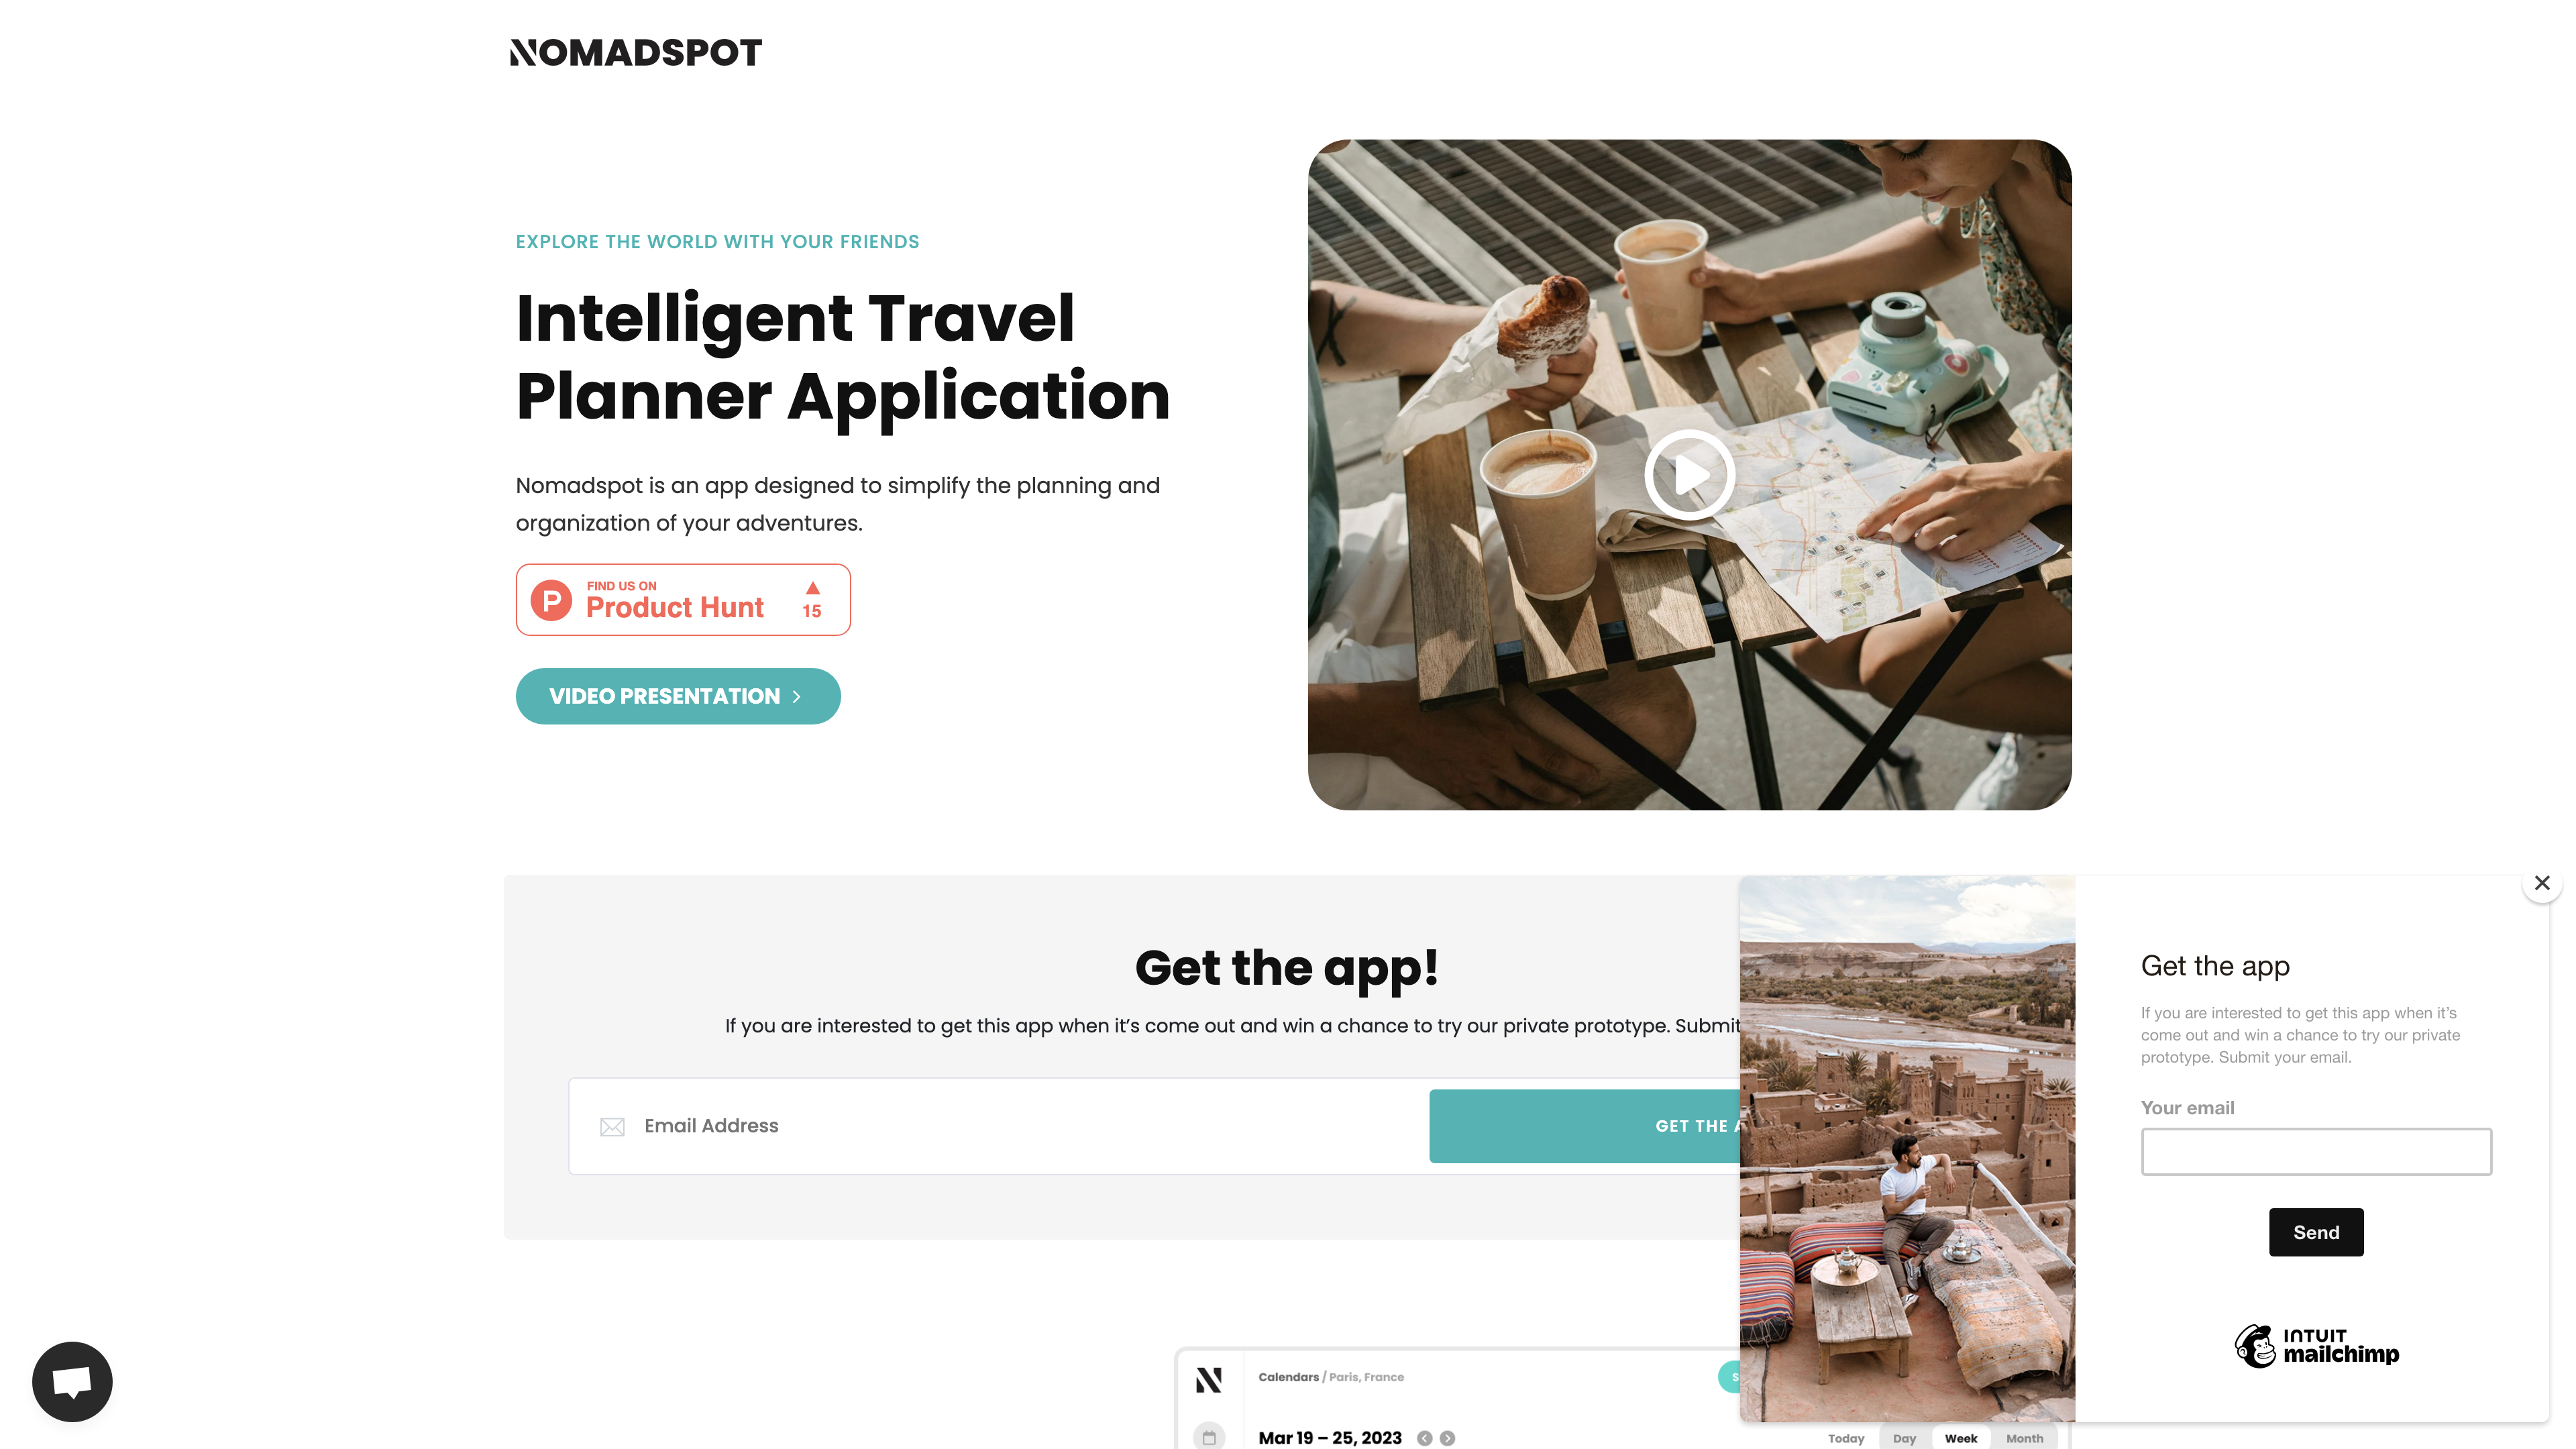 NOMADSPOT
EXPLORE THE WORLD WITH YOUR FRIENDS
Intelligent Travel
Planner Application
Nomadspot is an app designed to simplify the planning and
organization of your adventures.
FIND US ON
Product Hunt
15
VIDEO PRESENTATION
Get the app!
If you are interested to get this app when it's come out and win a chance to try our private prototype. Submit
Email Address
GET THE
Get the app
If you are interested to get this app when it's
come out and win a chance to try our private
prototype. Submit your email.
Your email
Send
INTUIT
mailchimp
Calendars / Paris, France
Mar 19 – 25, 2023
Today Day Week Month